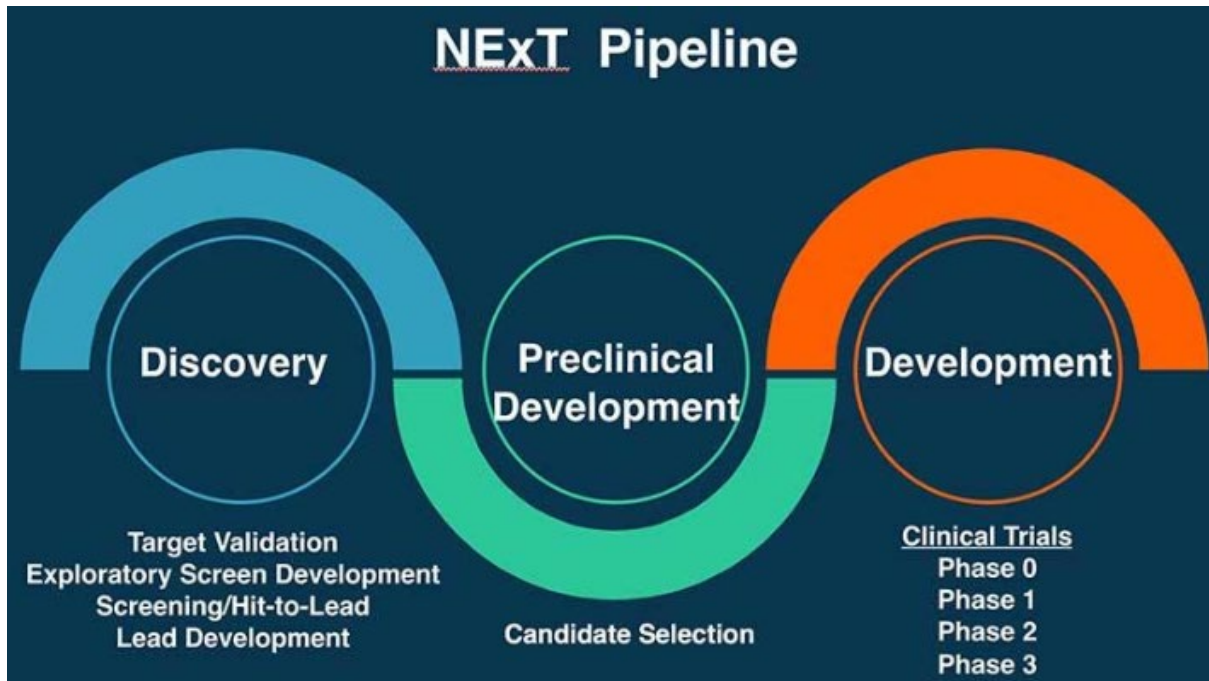 NExT Pipeline
Discovery
Preclinical
Development
Development
Target Validation
Exploratory Screen Development
Screening/Hit-to-Lead
Lead Development
Candidate Selection
Clinical Trials
Phase 0
Phase 1
Phase 2
Phase 3